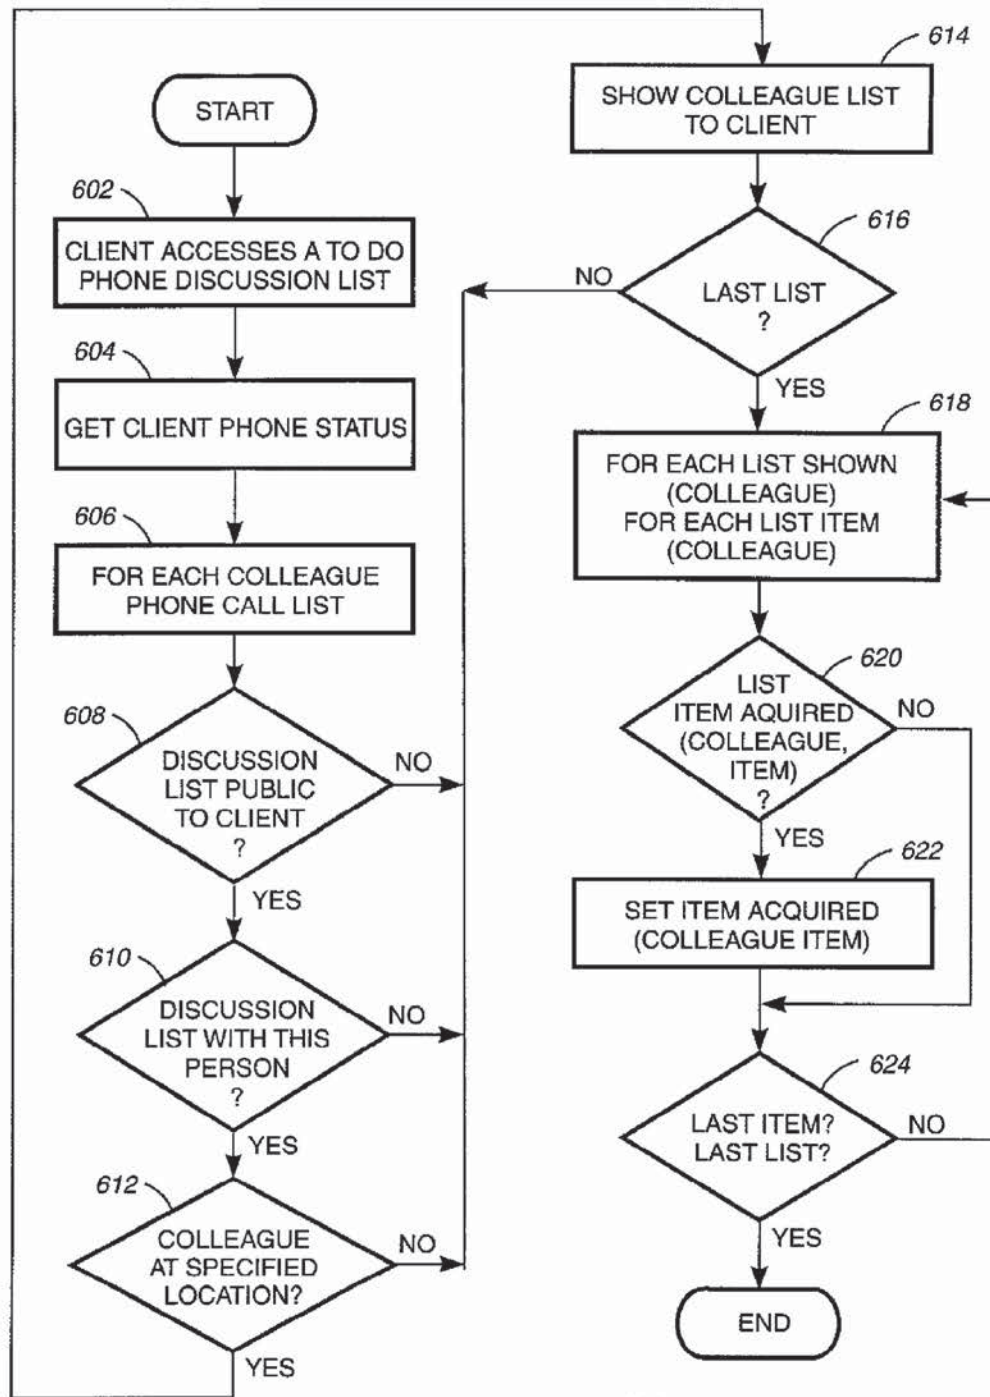 START
602
CLIENT ACCESSES A TO DO
PHONE DISCUSSION LIST
604
GET CLIENT PHONE STATUS
606
FOR EACH COLLEAGUE
PHONE CALL LIST
608
DISCUSSION
LIST PUBLIC
TO CLIENT
?
NO
YES
610
DISCUSSION
LIST WITH THIS
PERSON
?
NO
YES
612
COLLEAGUE
AT SPECIFIED
LOCATION?
NO
YES
614
SHOW COLLEAGUE LIST
TO CLIENT
616
LAST LIST
?
NO
YES
618
FOR EACH LIST SHOWN
(COLLEAGUE)
FOR EACH LIST ITEM
(COLLEAGUE)
620
LIST
ITEM AQUIRED
(COLLEAGUE,
ITEM)
?
NO
YES
622
SET ITEM ACQUIRED
(COLLEAGUE ITEM)
624
LAST ITEM?
LAST LIST?
NO
YES
END